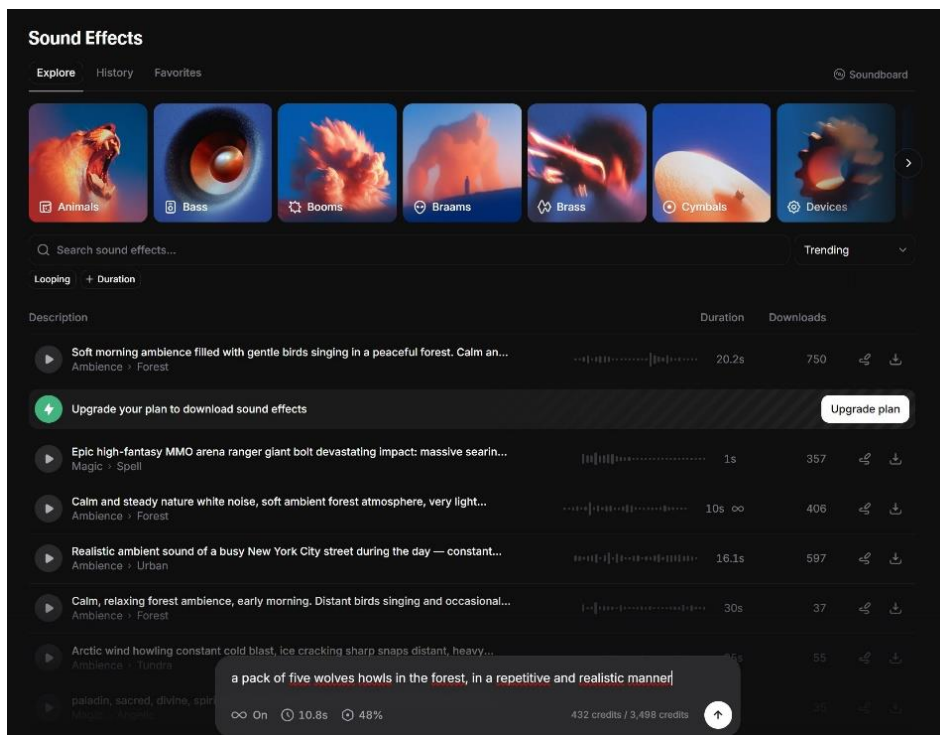 Sound Effects
Explore History Favorites Soundboard
Animals Bass Booms Braams Brass Cymbals Devices
Search sound effects... Trending
Looping + Duration
Description Duration Downloads
Soft morning ambience filled with gentle birds singing in a peaceful forest. Calm an... 20.2s 750
Ambience › Forest
Upgrade your plan to download sound effects Upgrade plan
Epic high-fantasy MMO arena ranger giant bolt devastating impact: massive searin... 1s 357
Magic › Spell
Calm and steady nature white noise, soft ambient forest atmosphere, very light... 10s ∞ 406
Ambience › Forest
Realistic ambient sound of a busy New York City street during the day — constant... 16.1s 597
Ambience › Urban
Calm, relaxing forest ambience, early morning. Distant birds singing and occasional... 30s 37
Ambience › Forest
Arctic wind howling constant cold blast, ice cracking sharp snaps distant, heavy... 55
Ambience › Tundra
a pack of five wolves howls in the forest, in a repetitive and realistic manner
paladin, sacred, divine, 35
Magic ›
∞ On 10.8s 48% 432 credits / 3,498 credits